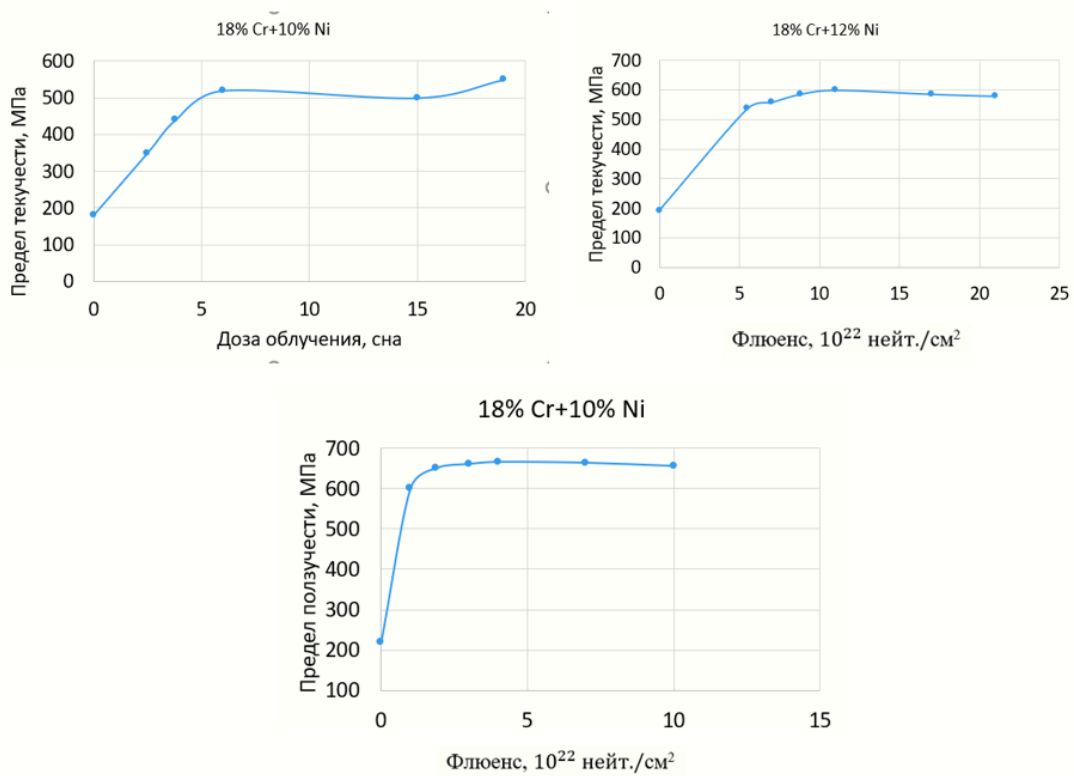 18% Cr+10% Ni
Предел текучести, МПа
600
500
400
300
200
100
0
0 5 10 15 20
Доза облучения, сна
18% Cr+12% Ni
Предел текучести, МПа
700
600
500
400
300
200
100
0
0 5 10 15 20 25
Флюенс, 10²² нейт./см²
18% Cr+10% Ni
Предел ползучести, МПа
700
600
500
400
300
200
100
0 5 10 15
Флюенс, 10²² нейт./см²